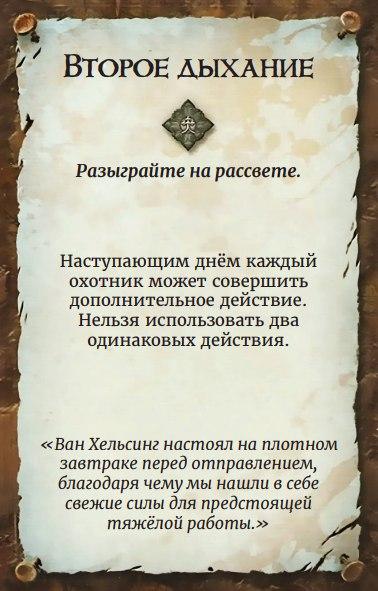 Второе дыхание
Разыграйте на рассвете.
Наступающим днём каждый
охотник может совершить
дополнительное действие.
Нельзя использовать два
одинаковых действия.
«Ван Хельсинг настоял на плотном
завтраке перед отправлением,
благодаря чему мы нашли в себе
свежие силы для предстоящей
тяжёлой работы.»